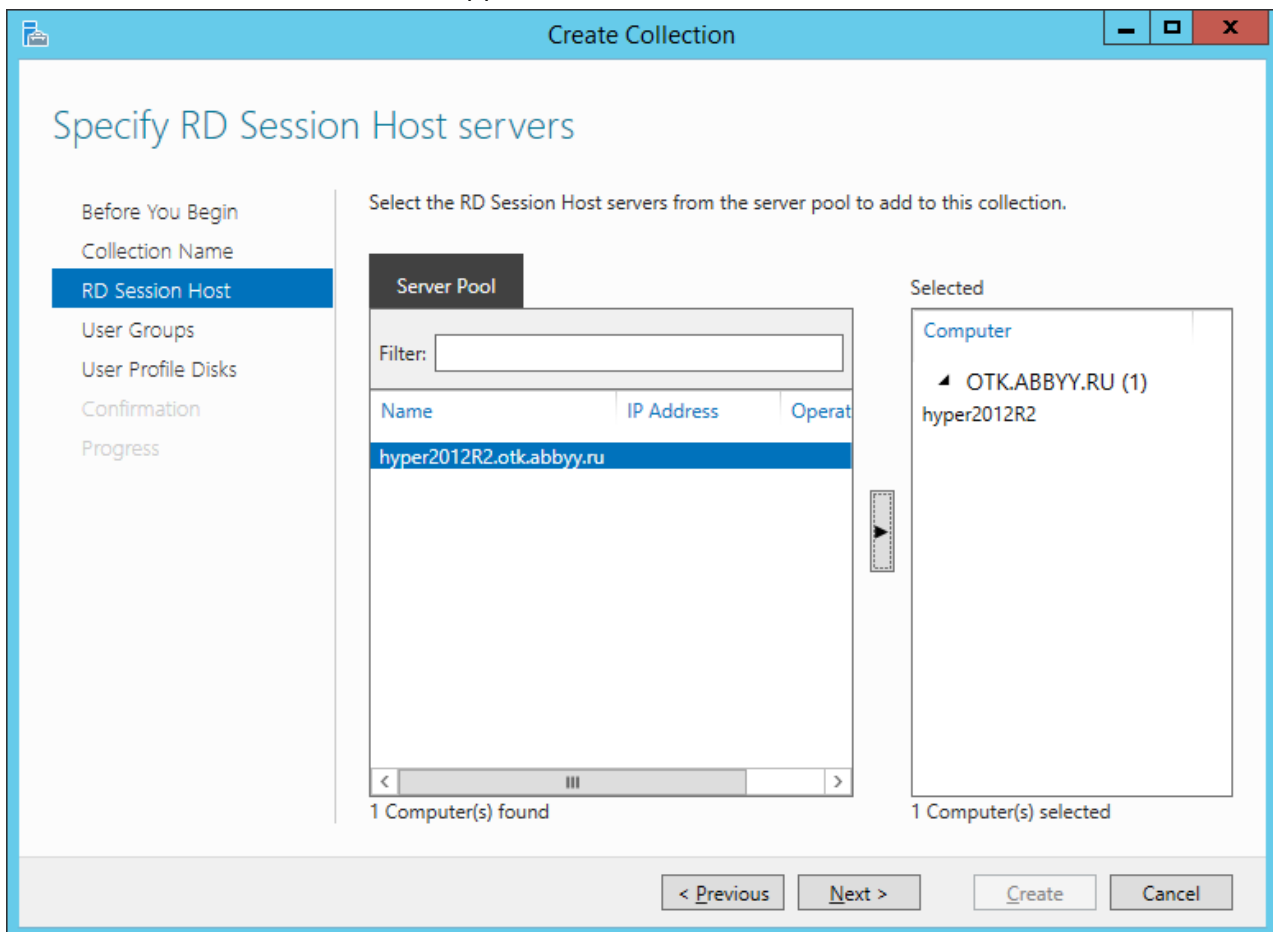 Create Collection
Specify RD Session Host servers
Before You Begin
Collection Name
RD Session Host
User Groups
User Profile Disks
Confirmation
Progress
Select the RD Session Host servers from the server pool to add to this collection.
Server Pool
Filter:
Name IP Address Operat
hyper2012R2.otk.abbyy.ru
1 Computer(s) found
Selected
Computer
OTK.ABBYY.RU (1)
hyper2012R2
1 Computer(s) selected
< Previous Next > Create Cancel